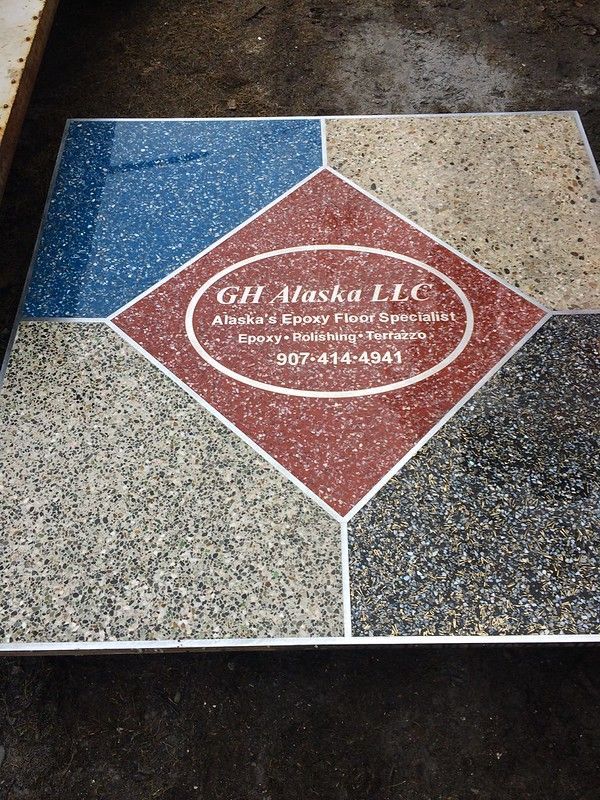 GH Alaska LLC
Alaska's Epoxy Floor Specialist
Epoxy • Polishing • Terrazzo
907·414·4941